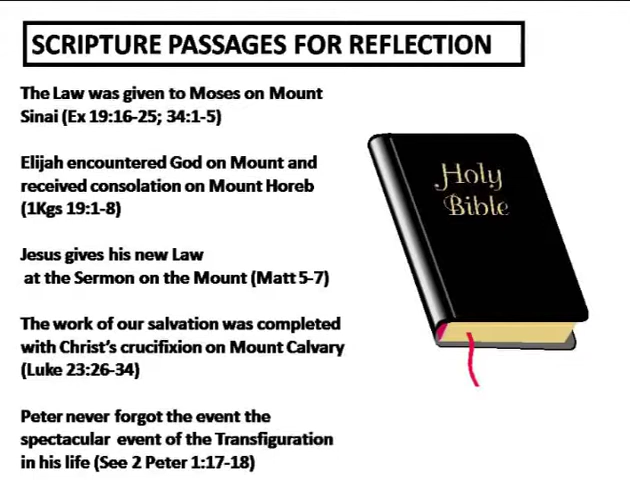 SCRIPTURE PASSAGES FOR REFLECTION
The Law was given to Moses on Mount
Sinai (Ex 19:16-25; 34:1-5)
Elijah encountered God on Mount and
received consolation on Mount Horeb
(1Kgs 19:1-8)
Jesus gives his new Law
at the Sermon on the Mount (Matt 5-7)
The work of our salvation was completed
with Christ's crucifixion on Mount Calvary
(Luke 23:26-34)
Peter never forgot the event the
spectacular event of the Transfiguration
in his life (See 2 Peter 1:17-18)
Holy
Bible